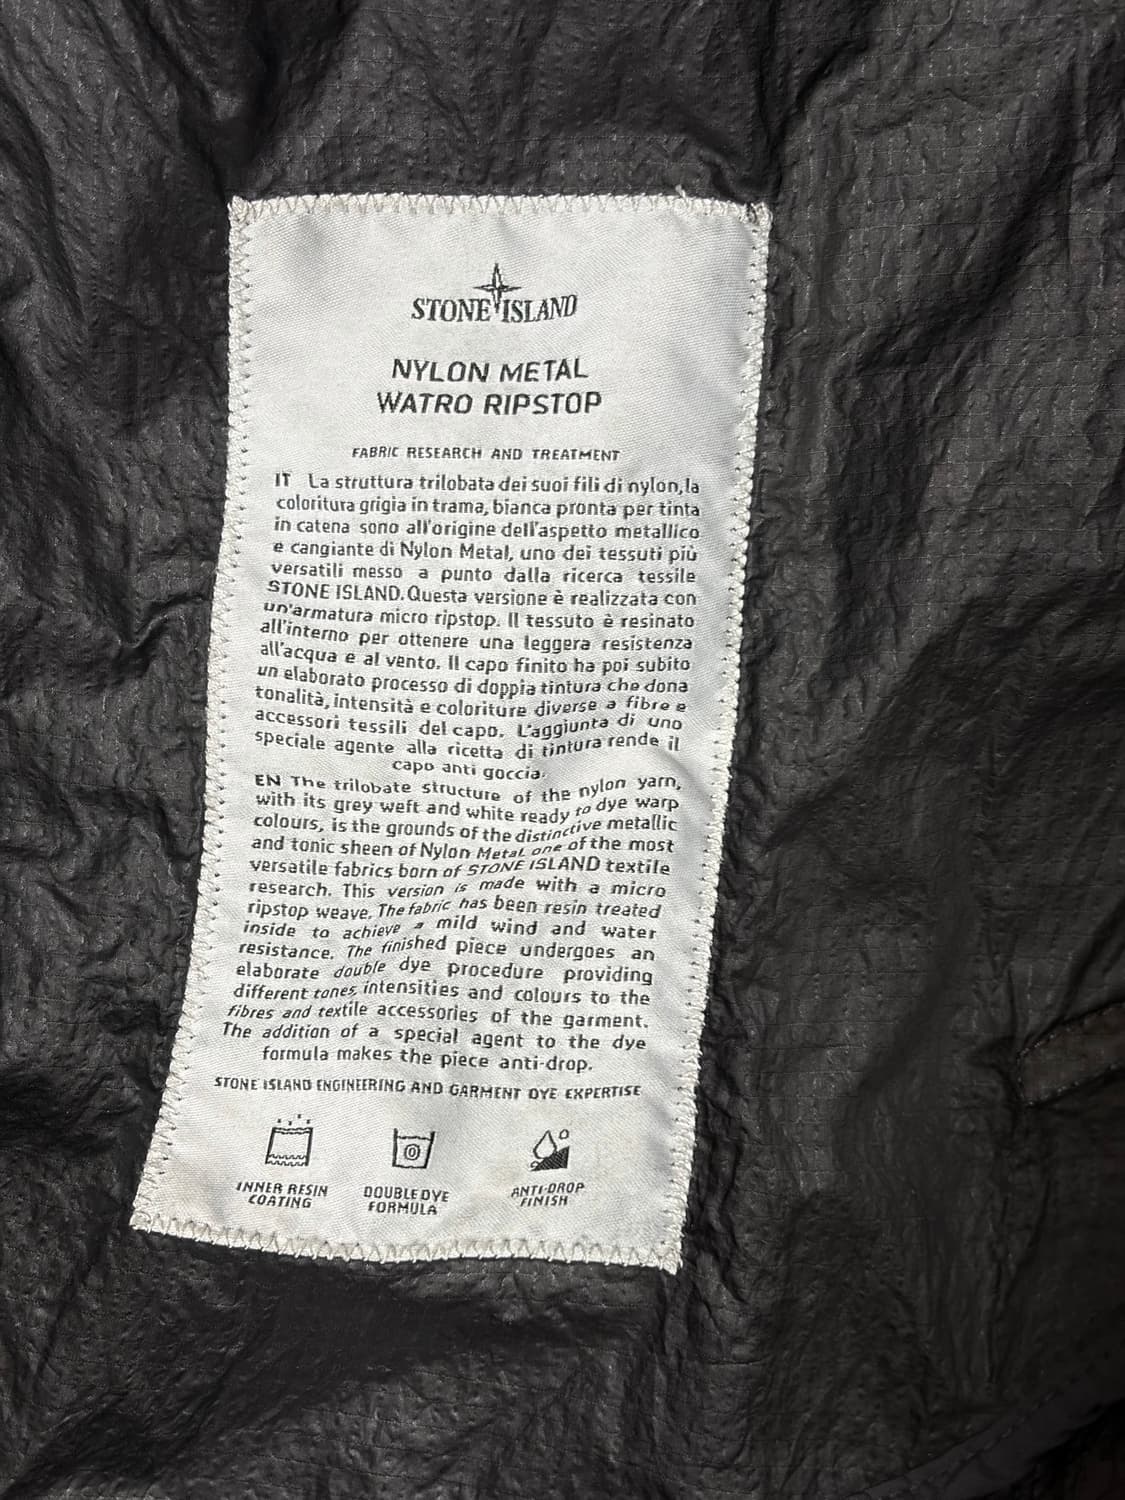 STONE ISLAND
NYLON METAL
WATRO RIPSTOP
FABRIC RESEARCH AND TREATMENT
IT La struttura trilobata dei suoi fili di nylon, la
coloritura grigia in trama, bianca pronta per tinta
in catena sono all'origine dell'aspetto metallico
e cangiante di Nylon Metal, uno dei tessuti più
versatili messo a punto dalla ricerca tessile
STONE ISLAND. Questa versione è realizzata con
un'armatura micro ripstop. Il tessuto è resinato
all'interno per ottenere una leggera resistenza
all'acqua e al vento. Il capo finito ha poi subito
un elaborato processo di doppia tintura che dona
tonalità, intensità e coloriture diverse a fibre e
accessori tessili del capo. L'aggiunta di uno
speciale agente alla ricetta di tintura rende il
capo anti goccia.
EN The trilobate structure of the nylon yarn,
with its grey weft and white ready to dye warp
colours, is the grounds of the distinctive metallic
and tonic sheen of Nylon Metal, one of the most
versatile fabrics born of STONE ISLAND textile
research. This version is made with a micro
ripstop weave. The fabric has been resin treated
inside to achieve a mild wind and water
resistance. The finished piece undergoes an
elaborate double dye procedure providing
different tones, intensities and colours to the
fibres and textile accessories of the garment.
The addition of a special agent to the dye
formula makes the piece anti-drop.
STONE ISLAND ENGINEERING AND GARMENT DYE EXPERTISE
INNER RESIN COATING
DOUBLE DYE FORMULA
ANTI-DROP FINISH